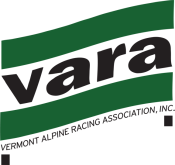 vara
VERMONT ALPINE RACING ASSOCIATION, INC.